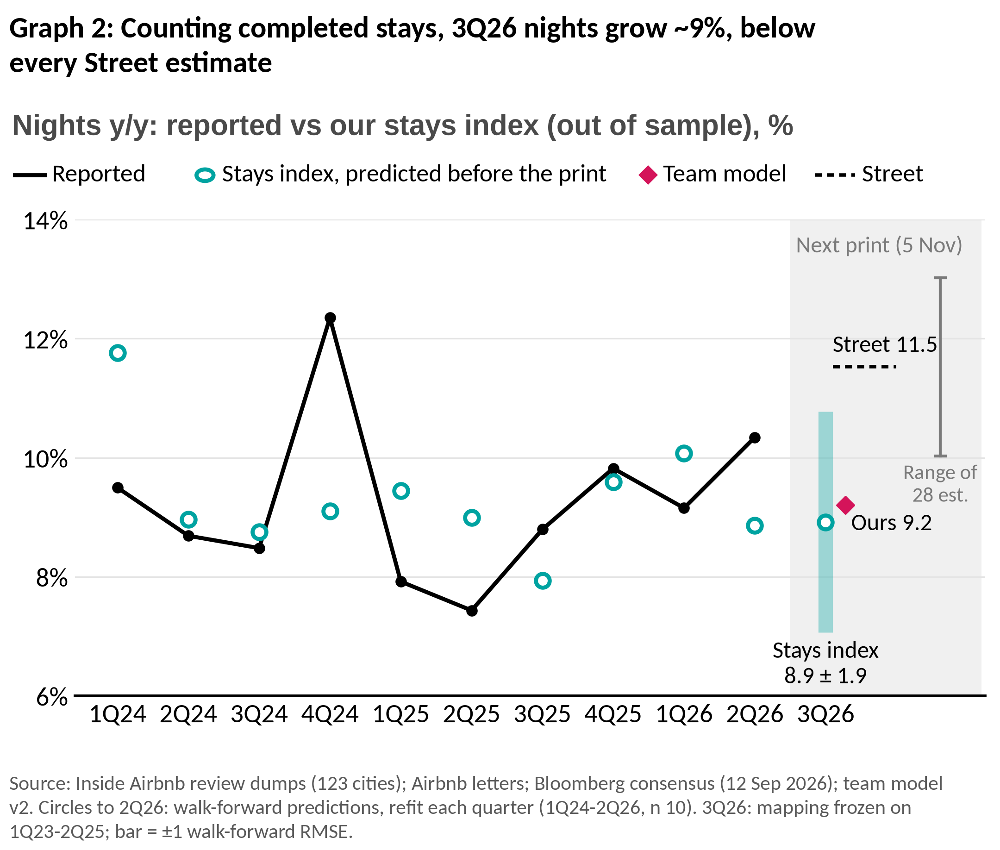 Graph 2: Counting completed stays, 3Q26 nights grow ~9%, below
every Street estimate
Nights y/y: reported vs our stays index (out of sample), %
Reported
Stays index, predicted before the print
Team model
Street
14%
12%
10%
8%
6%
Next print (5 Nov)
Street 11.5
Range of
28 est.
Ours 9.2
Stays index
8.9 ± 1.9
1Q24 2Q24 3Q24 4Q24 1Q25 2Q25 3Q25 4Q25 1Q26 2Q26 3Q26
Source: Inside Airbnb review dumps (123 cities); Airbnb letters; Bloomberg consensus (12 Sep 2026); team model
v2. Circles to 2Q26: walk-forward predictions, refit each quarter (1Q24-2Q26, n 10). 3Q26: mapping frozen on
1Q23-2Q25; bar = ±1 walk-forward RMSE.